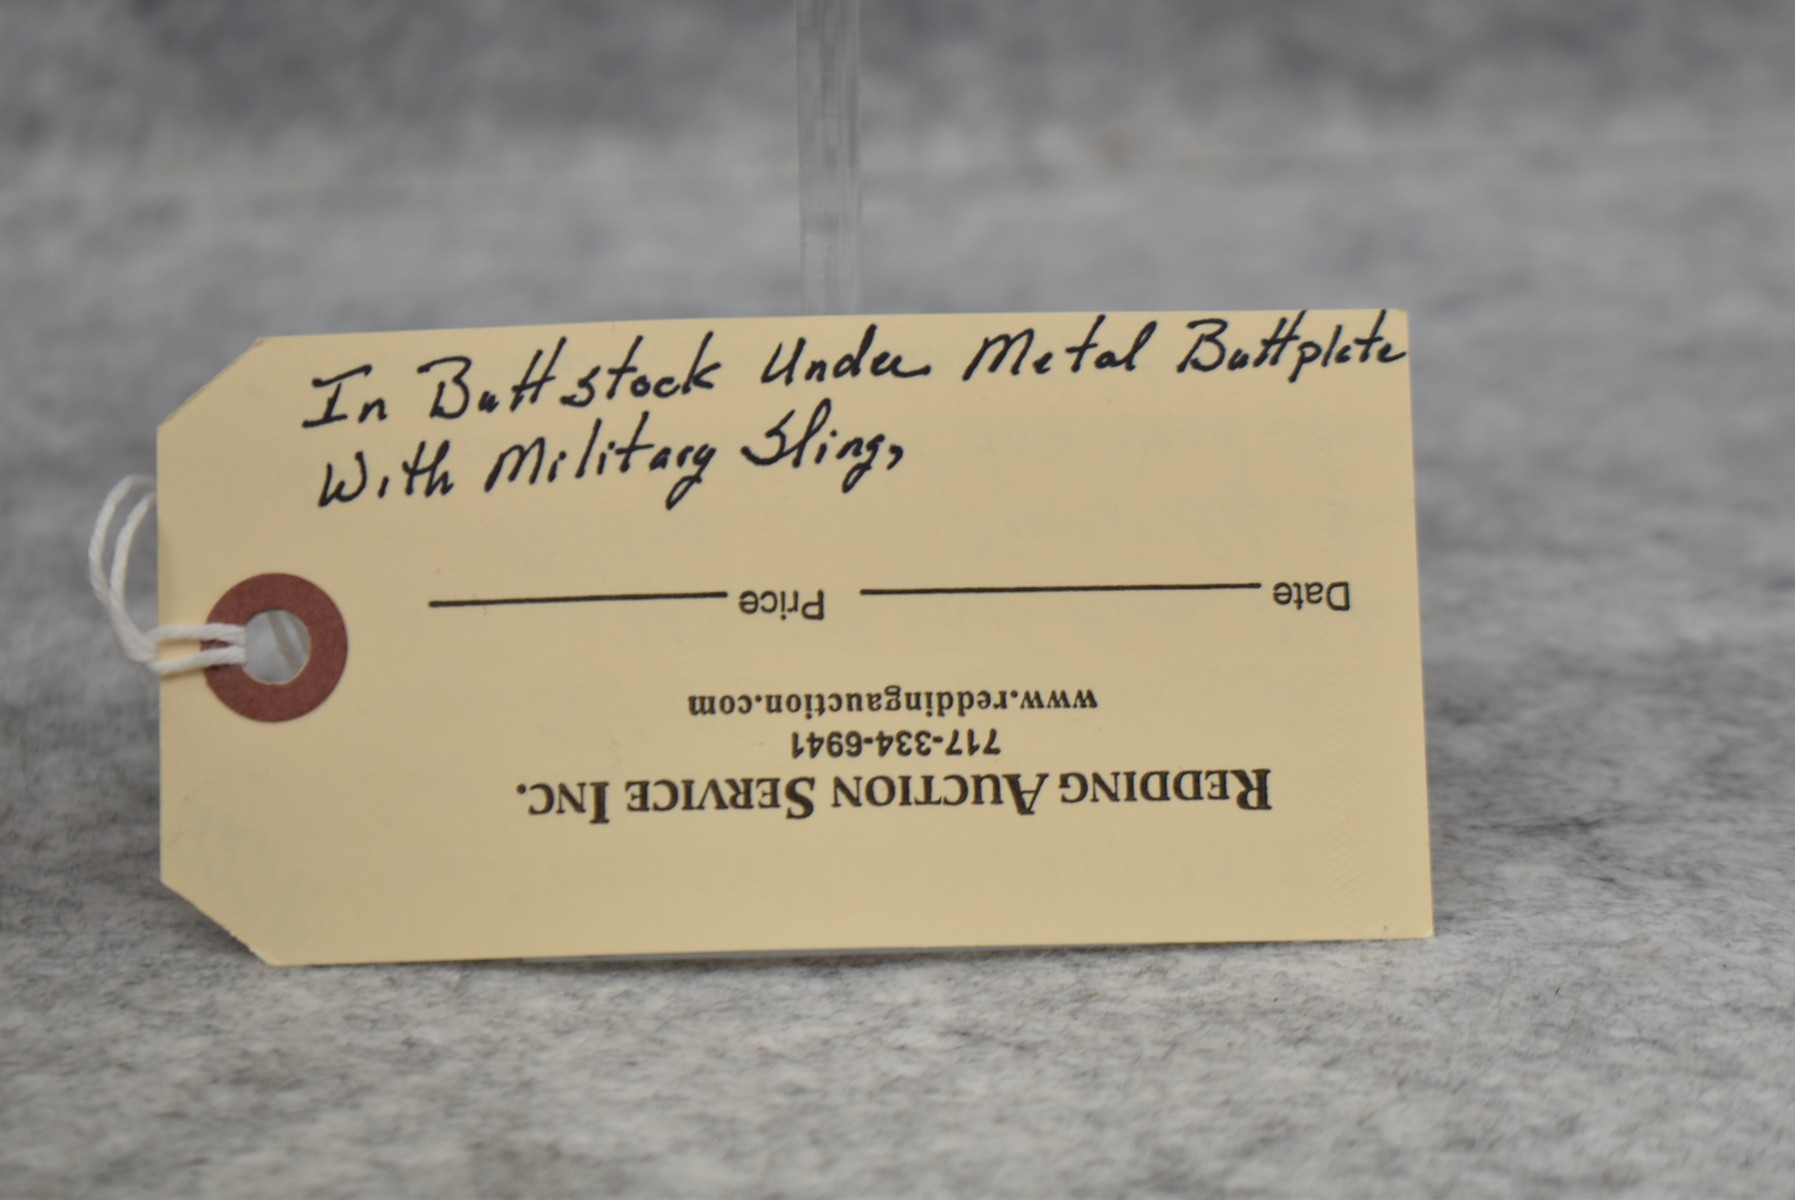 In Buttstock Under Metal Buttplate
With Military Sling,
REDDING AUCTION SERVICE INC.
717-334-6941
www.reddingauction.com
Date Price